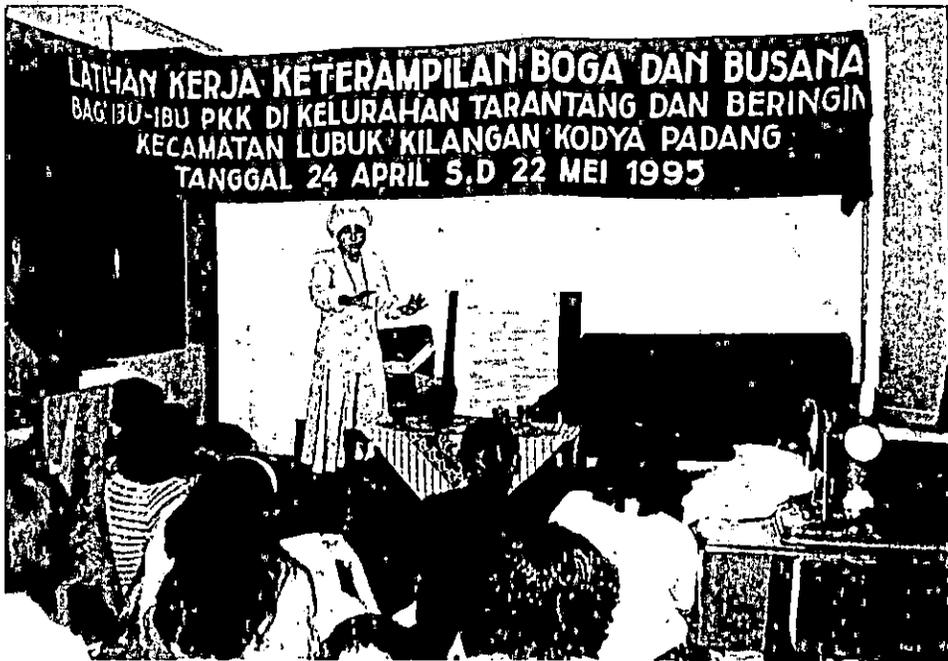 LATIHAN KERJA KETERAMPILAN BOGA DAN BUSANA
BAGI IBU-IBU PKK DI KELURAHAN TARANTANG DAN BERINGIN
KECAMATAN LUBUK KILANGAN KODYA PADANG
TANGGAL 24 APRIL S.D 22 MEI 1995